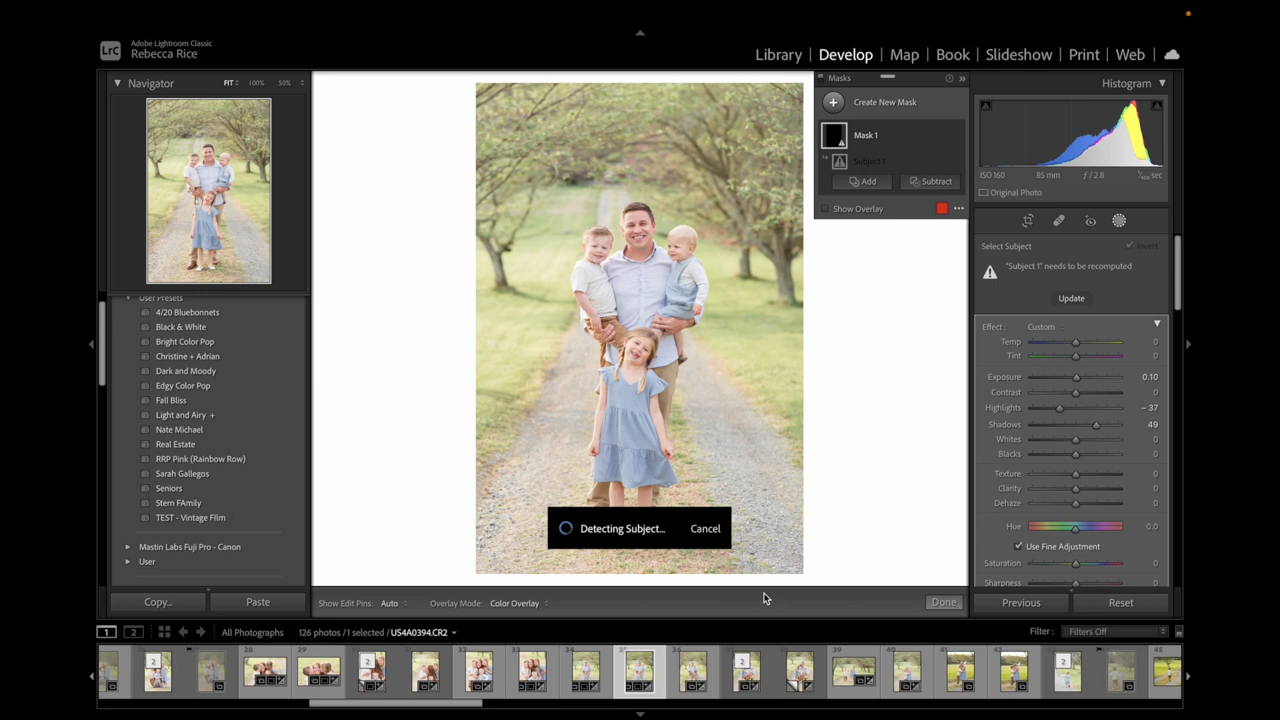 LrC
Adobe Lightroom Classic
Rebecca Rice
Library | Develop | Map | Book | Slideshow | Print | Web
Navigator
FIT 100% 50%
User Presets
4/20 Bluebonnets
Black & White
Bright Color Pop
Christine + Adrian
Dark and Moody
Edgy Color Pop
Fall Bliss
Light and Airy +
Nate Michael
Real Estate
RRP Pink (Rainbow Row)
Sarah Gallegos
Seniors
Stern FAmily
TEST - Vintage FIlm
Mastin Labs Fuji Pro - Canon
User
Copy...
Paste
Detecting Subject...
Cancel
Masks
Create New Mask
Mask 1
Subject 1
Add
Subtract
Show Overlay
Histogram
ISO 160 85 mm ƒ / 2.8
Original Photo
Select Subject
Invert
"Subject 1" needs to be recomputed
Update
Effect : Custom
Temp 0
Tint 0
Exposure 0.10
Contrast 0
Highlights – 37
Shadows 49
Whites 0
Blacks 0
Texture 0
Clarity 0
Dehaze 0
Hue 0.0
Use Fine Adjustment
Saturation 0
Sharpness
Show Edit Pins: Auto
Overlay Mode: Color Overlay
Done
Previous
Reset
1 2
All Photographs
126 photos / 1 selected / US4A0394.CR2
Filter : Filters Off